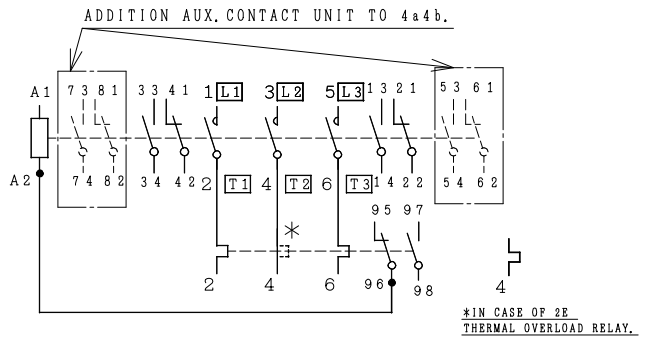 ADDITION AUX. CONTACT UNIT TO 4a4b.
A1 73 81 33 41 1 L1 3 L2 5 L3 13 21 53 61
A2 74 82 34 42 2 T1 4 T2 6 T3 14 22 54 62
* 95 97
2 4 6 96 98 4
*IN CASE OF 2E
THERMAL OVERLOAD RELAY.